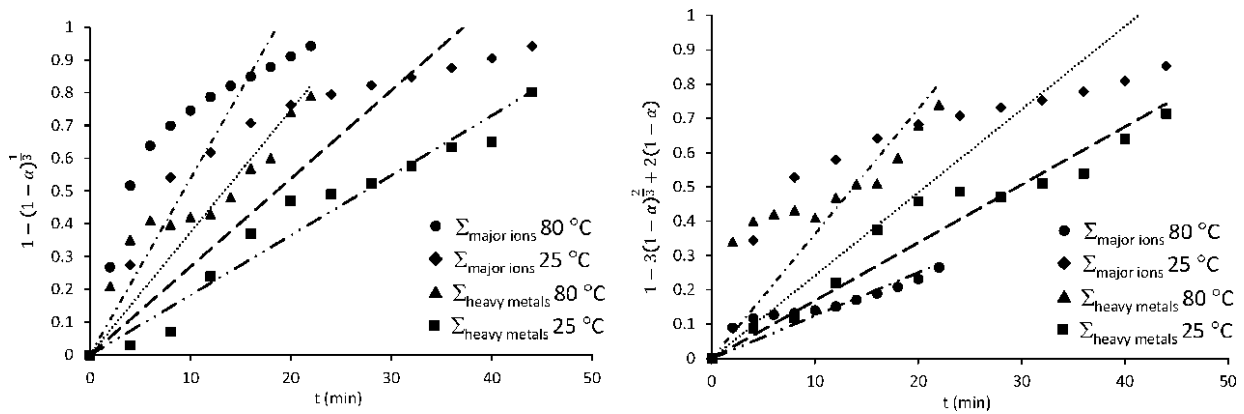 1 − (1 − α)^{1/3}
1
0.9
0.8
0.7
0.6
0.5
0.4
0.3
0.2
0.1
0
0 10 20 30 40 50
t (min)
Σmajor ions 80 °C
Σmajor ions 25 °C
Σheavy metals 80 °C
Σheavy metals 25 °C
1 − 3(1 − α)^{2/3} + 2(1 − α)
1
0.9
0.8
0.7
0.6
0.5
0.4
0.3
0.2
0.1
0
0 10 20 30 40 50
t (min)
Σmajor ions 80 °C
Σmajor ions 25 °C
Σheavy metals 80 °C
Σheavy metals 25 °C